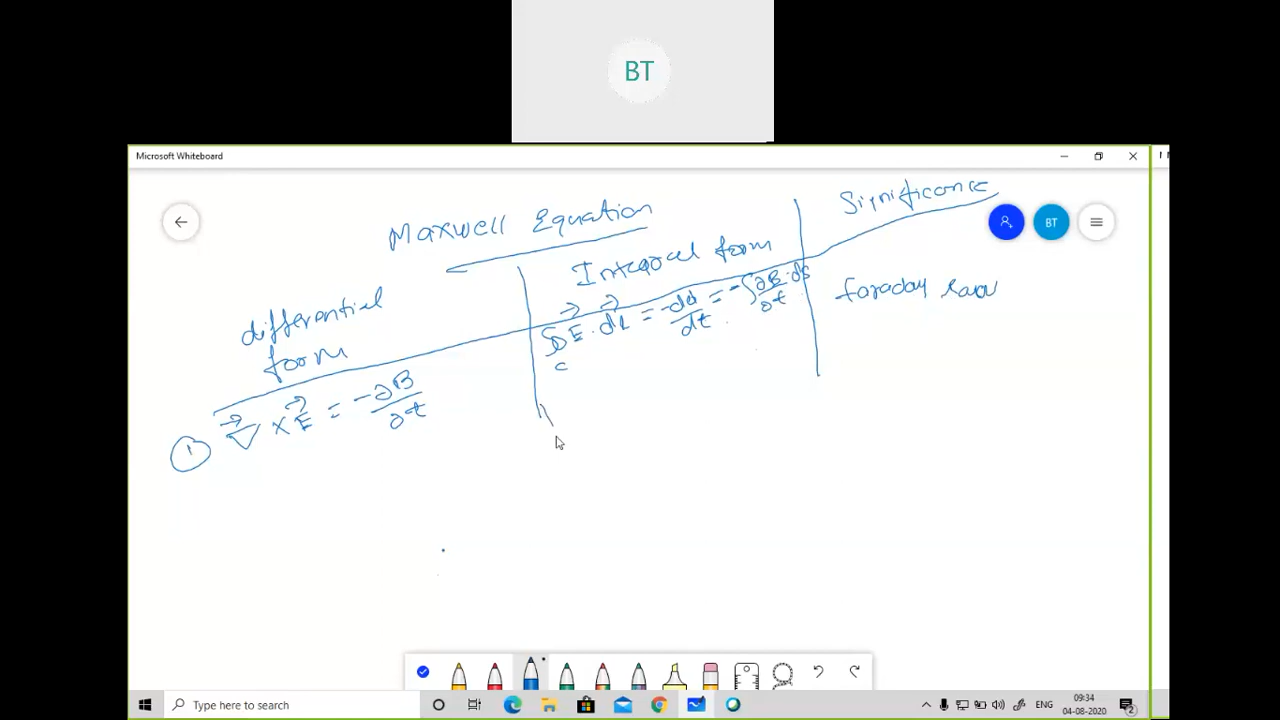 BT
Microsoft Whiteboard
Maxwell Equation
Significance
BT
differential form
Integral form
① ∇⃗ × E⃗ = -∂B/∂t
∮c E⃗ · dl⃗ = -dϕ/dt = -∫ ∂B/∂t · ds
faraday law
Type here to search
ENG
09:34
04-08-2020
2